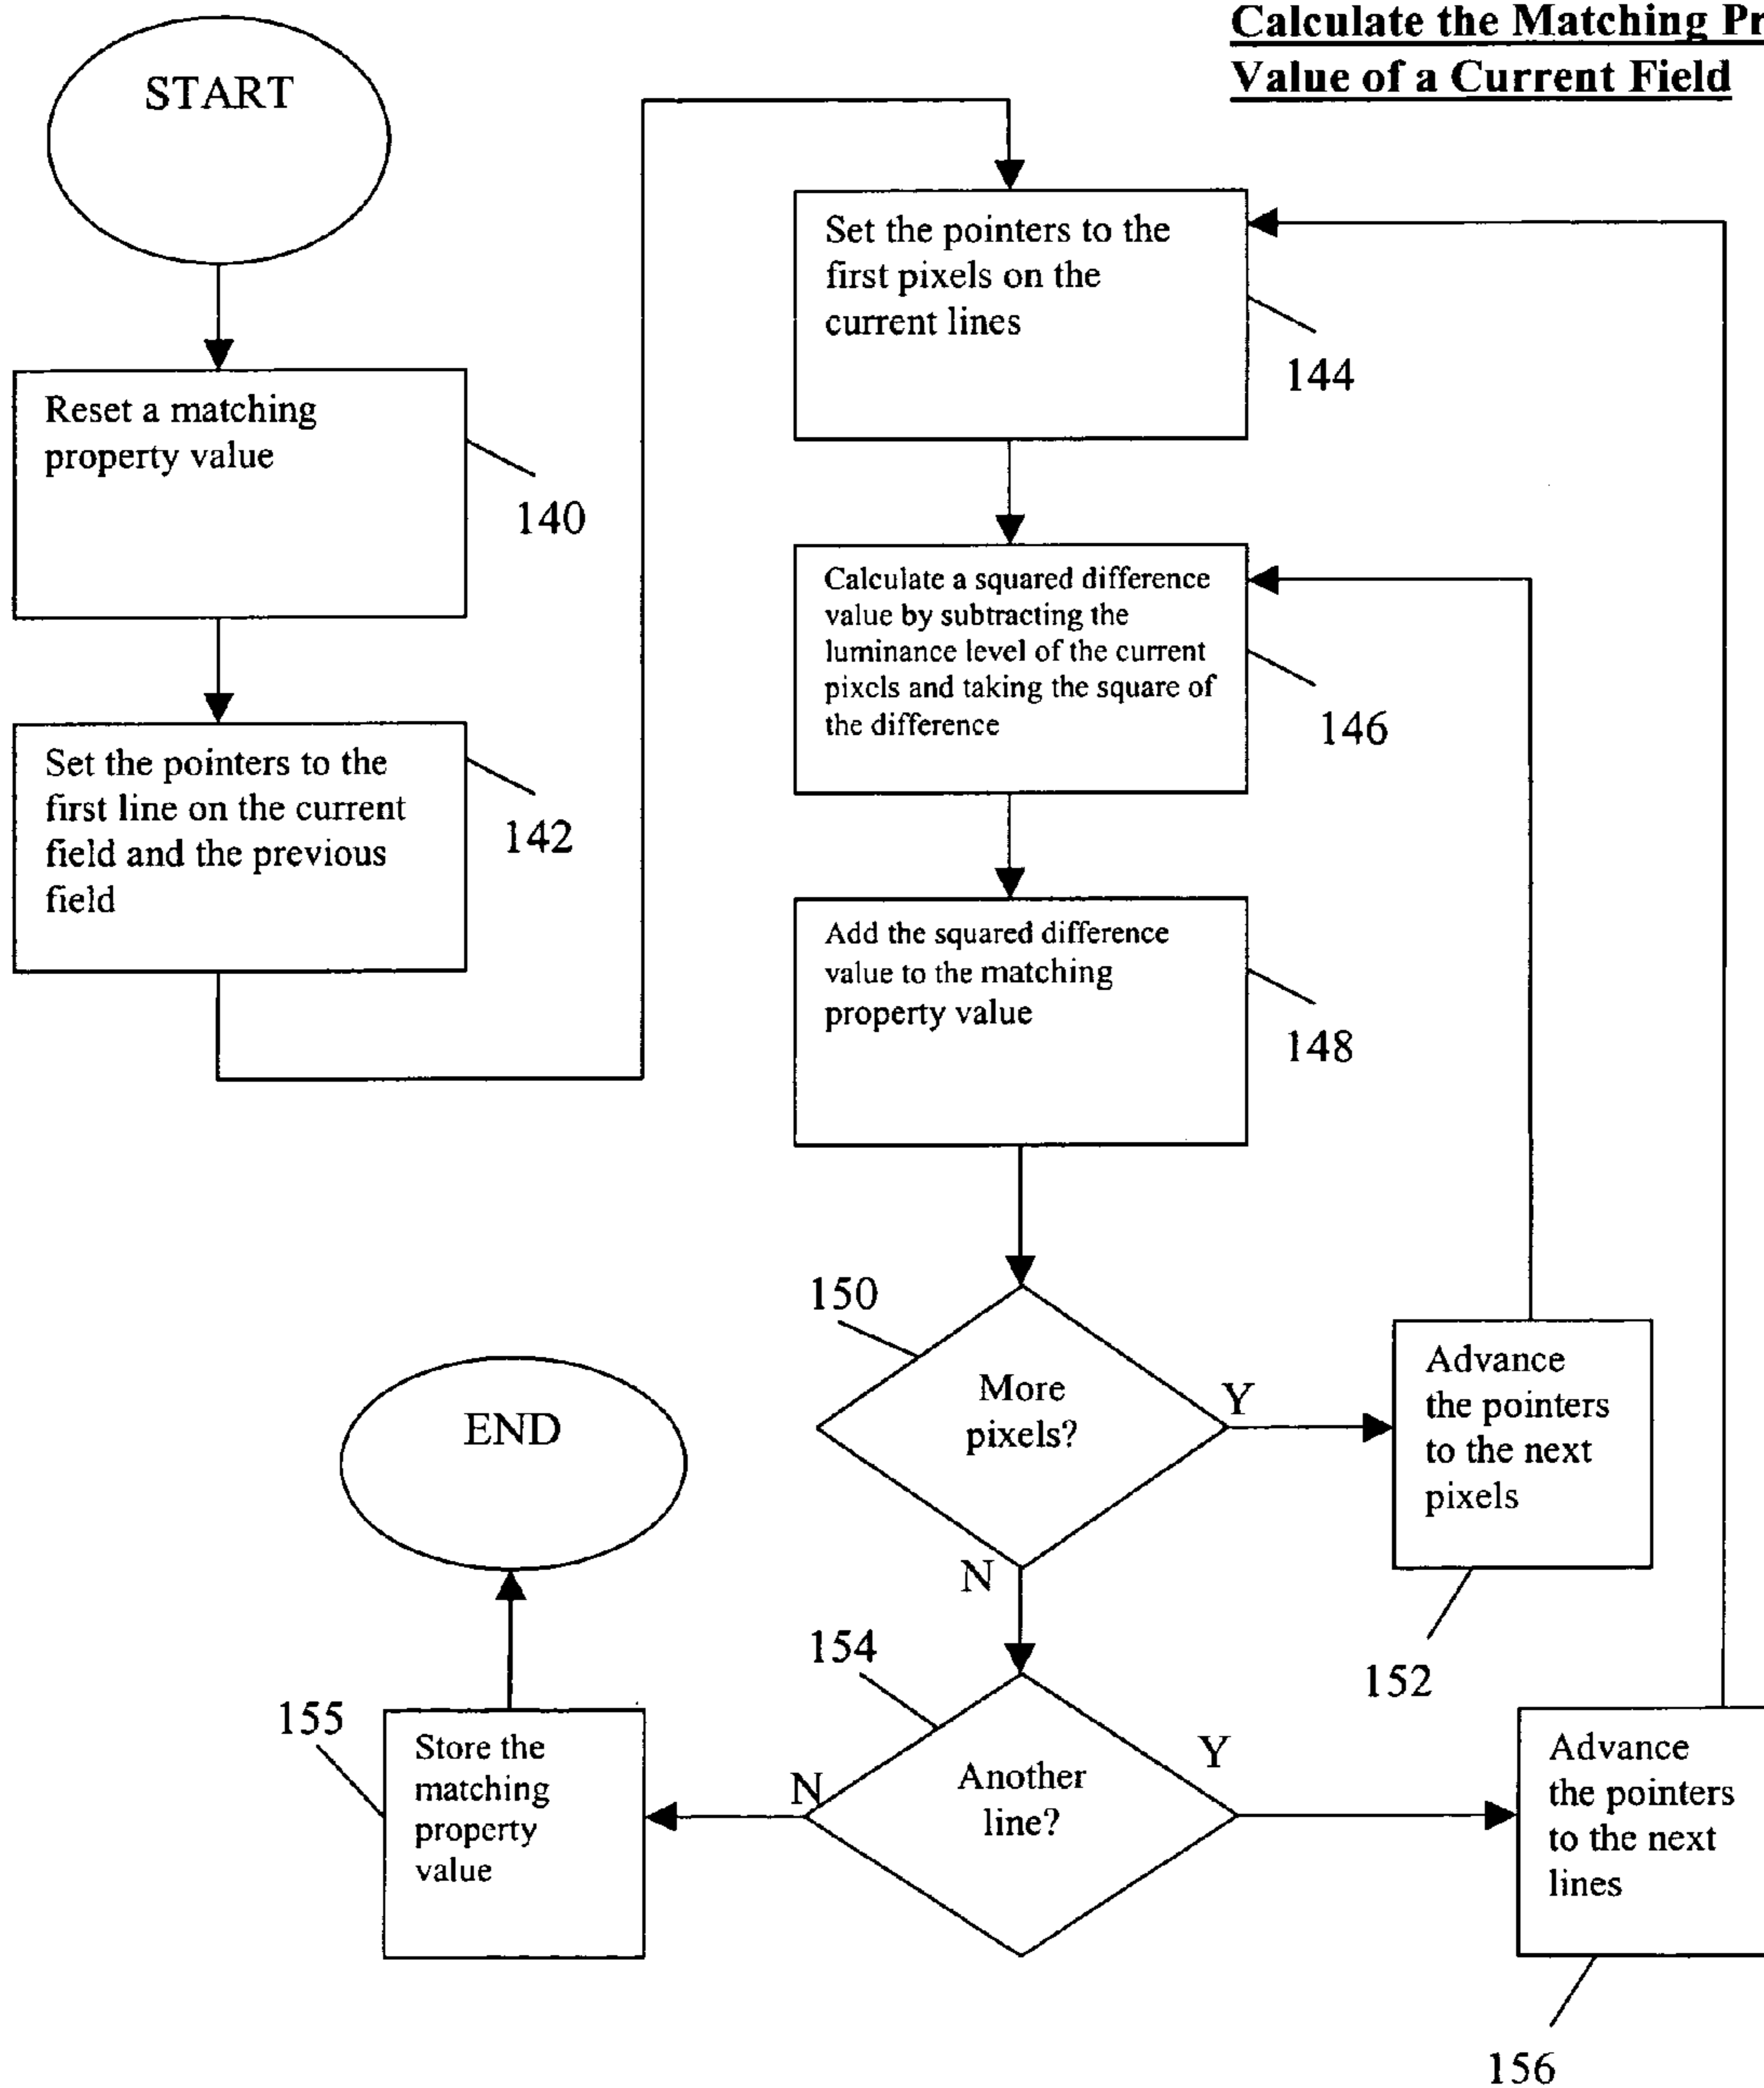 Calculate the Matching Pr
Value of a Current Field
START
Reset a matching
property value
140
Set the pointers to the
first line on the current
field and the previous
field
142
Set the pointers to the
first pixels on the
current lines
144
Calculate a squared difference
value by subtracting the
luminance level of the current
pixels and taking the square of
the difference
146
Add the squared difference
value to the matching
property value
148
150
More
pixels?
Y
N
Advance
the pointers
to the next
pixels
152
154
Another
line?
Y
N
Advance
the pointers
to the next
lines
156
155
Store the
matching
property
value
END